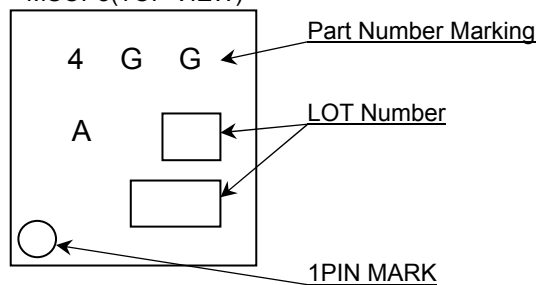 4 G G
Part Number Marking
A
LOT Number
1PIN MARK